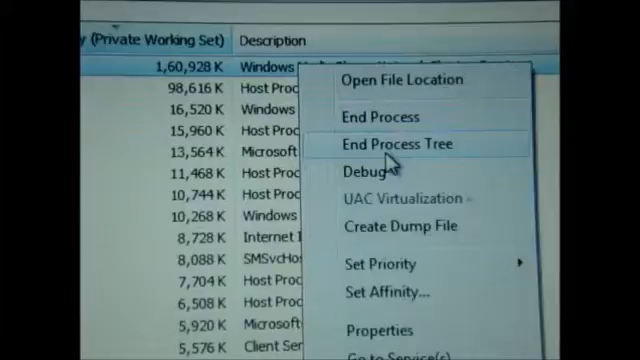 y (Private Working Set) Description
1,60,928 K Windows
98,616 K Host Proc
16,520 K Windows
15,960 K Host Proc
13,564 K Microsoft
11,468 K Host Proc
10,744 K Host Proc
10,268 K Windows
8,728 K Internet I
8,088 K SMSvcHos
7,704 K Host Proc
6,508 K Host Proc
5,920 K Microsoft
5,576 K Client Ser
Open File Location
End Process
End Process Tree
Debug
UAC Virtualization
Create Dump File
Set Priority
Set Affinity...
Properties
Go to Service(s)